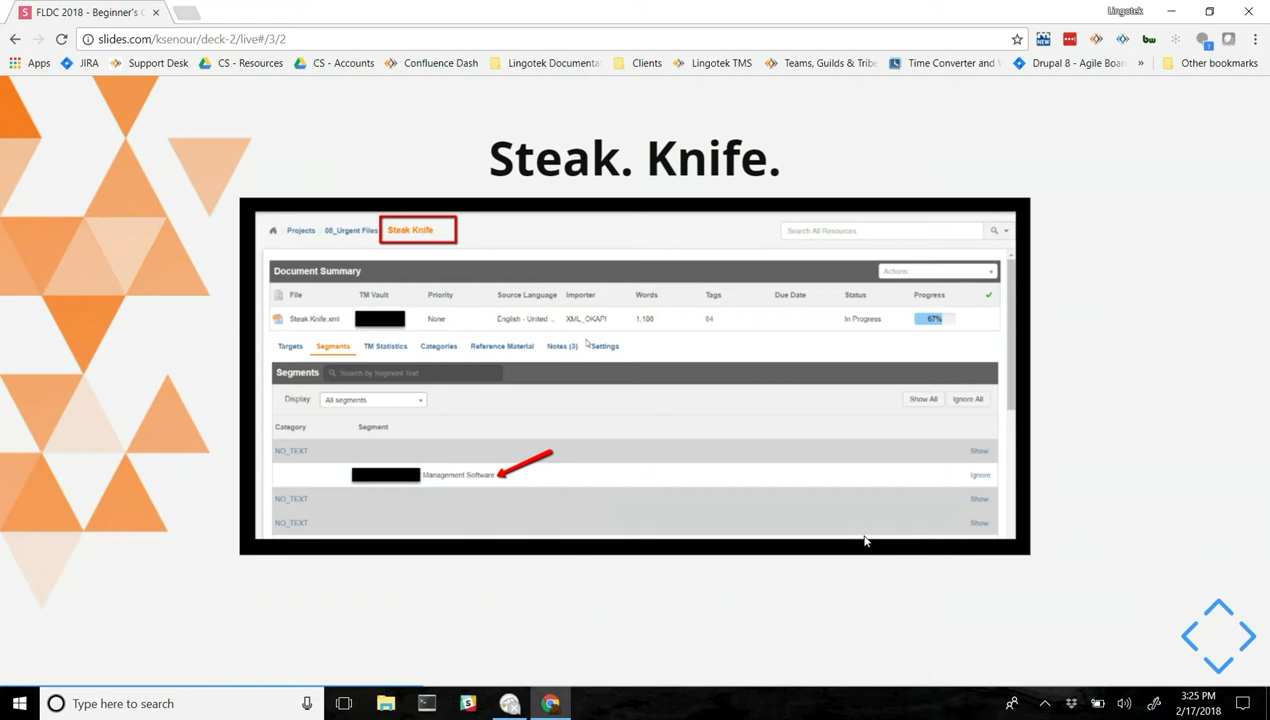 FLDC 2018 - Beginner's
Lingotek
slides.com/ksenour/deck-2/live#/3/2
Apps JIRA Support Desk CS - Resources CS - Accounts Confluence Dash Lingotek Documenta Clients Lingotek TMS Teams, Guilds & Tribe Time Converter and Drupal 8 - Agile Boar » Other bookmarks
Steak. Knife.
Projects 05_Urgent Files Steak Knife Search All Resources
Document Summary Actions
File TM Vault Priority Source Language Importer Words Tags Due Date Status Progress
Steak Knife.xml None English - United ... XML_OKAPI 1,186 84 In Progress 67%
Targets Segments TM Statistics Categories Reference Material Notes (3) Settings
Segments Search by Segment Text
Display: All segments Show All Ignore All
Category Segment
NO_TEXT Show
Management Software Ignore
NO_TEXT Show
NO_TEXT Show
Type here to search
3:25 PM
2/17/2018